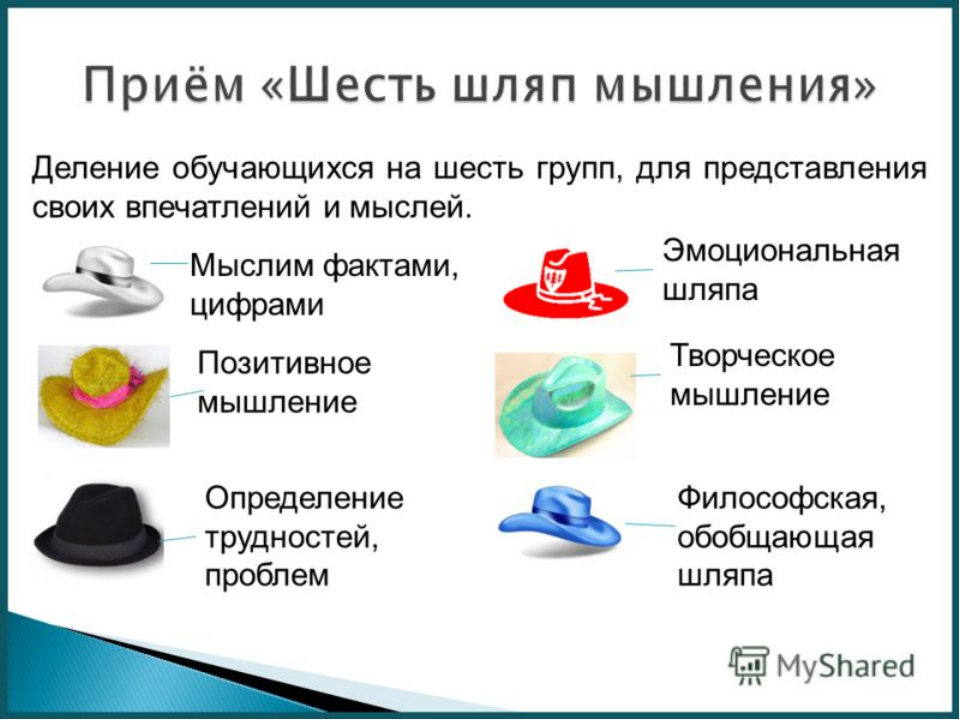 Приём «Шесть шляп мышления»
Деление обучающихся на шесть групп, для представления
своих впечатлений и мыслей.
Мыслим фактами,
цифрами
Эмоциональная
шляпа
Позитивное
мышление
Творческое
мышление
Определение
трудностей,
проблем
Философская,
обобщающая
шляпа
MyShared